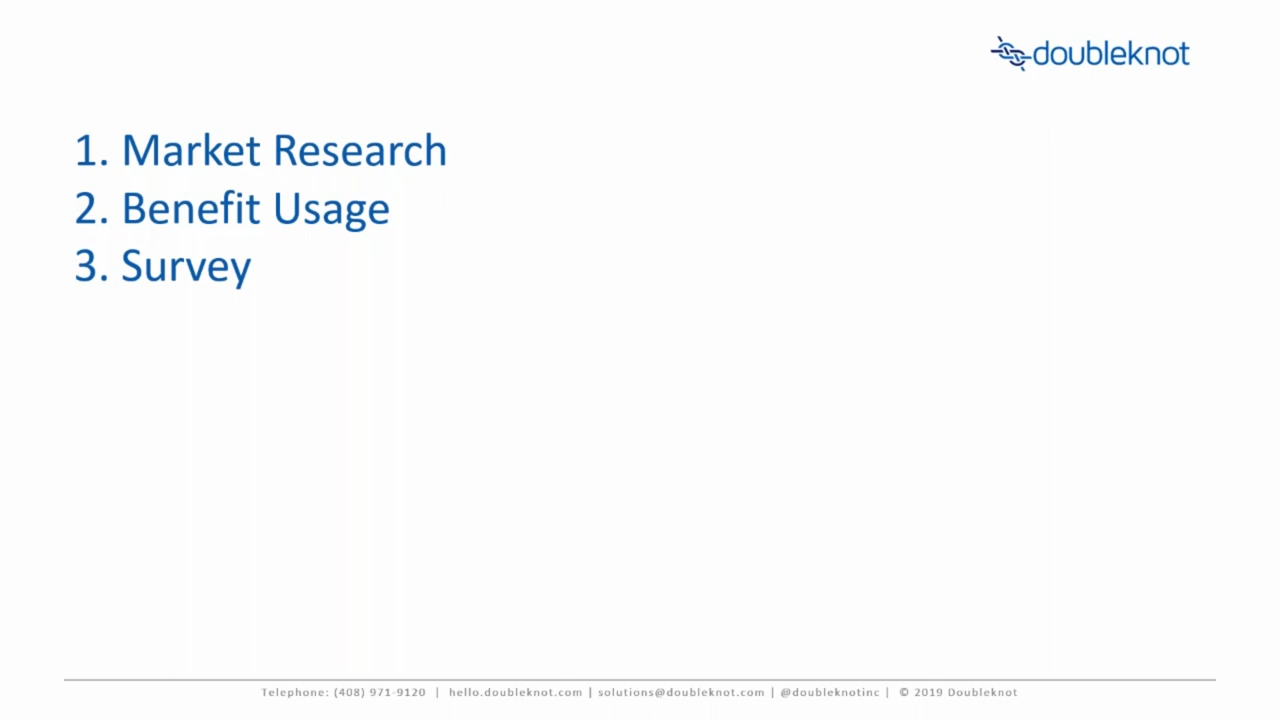 doubleknot
1. Market Research
2. Benefit Usage
3. Survey
Telephone: (408) 971-9120 | hello.doubleknot.com | solutions@doubleknot.com | @doubleknotinc | © 2019 Doubleknot